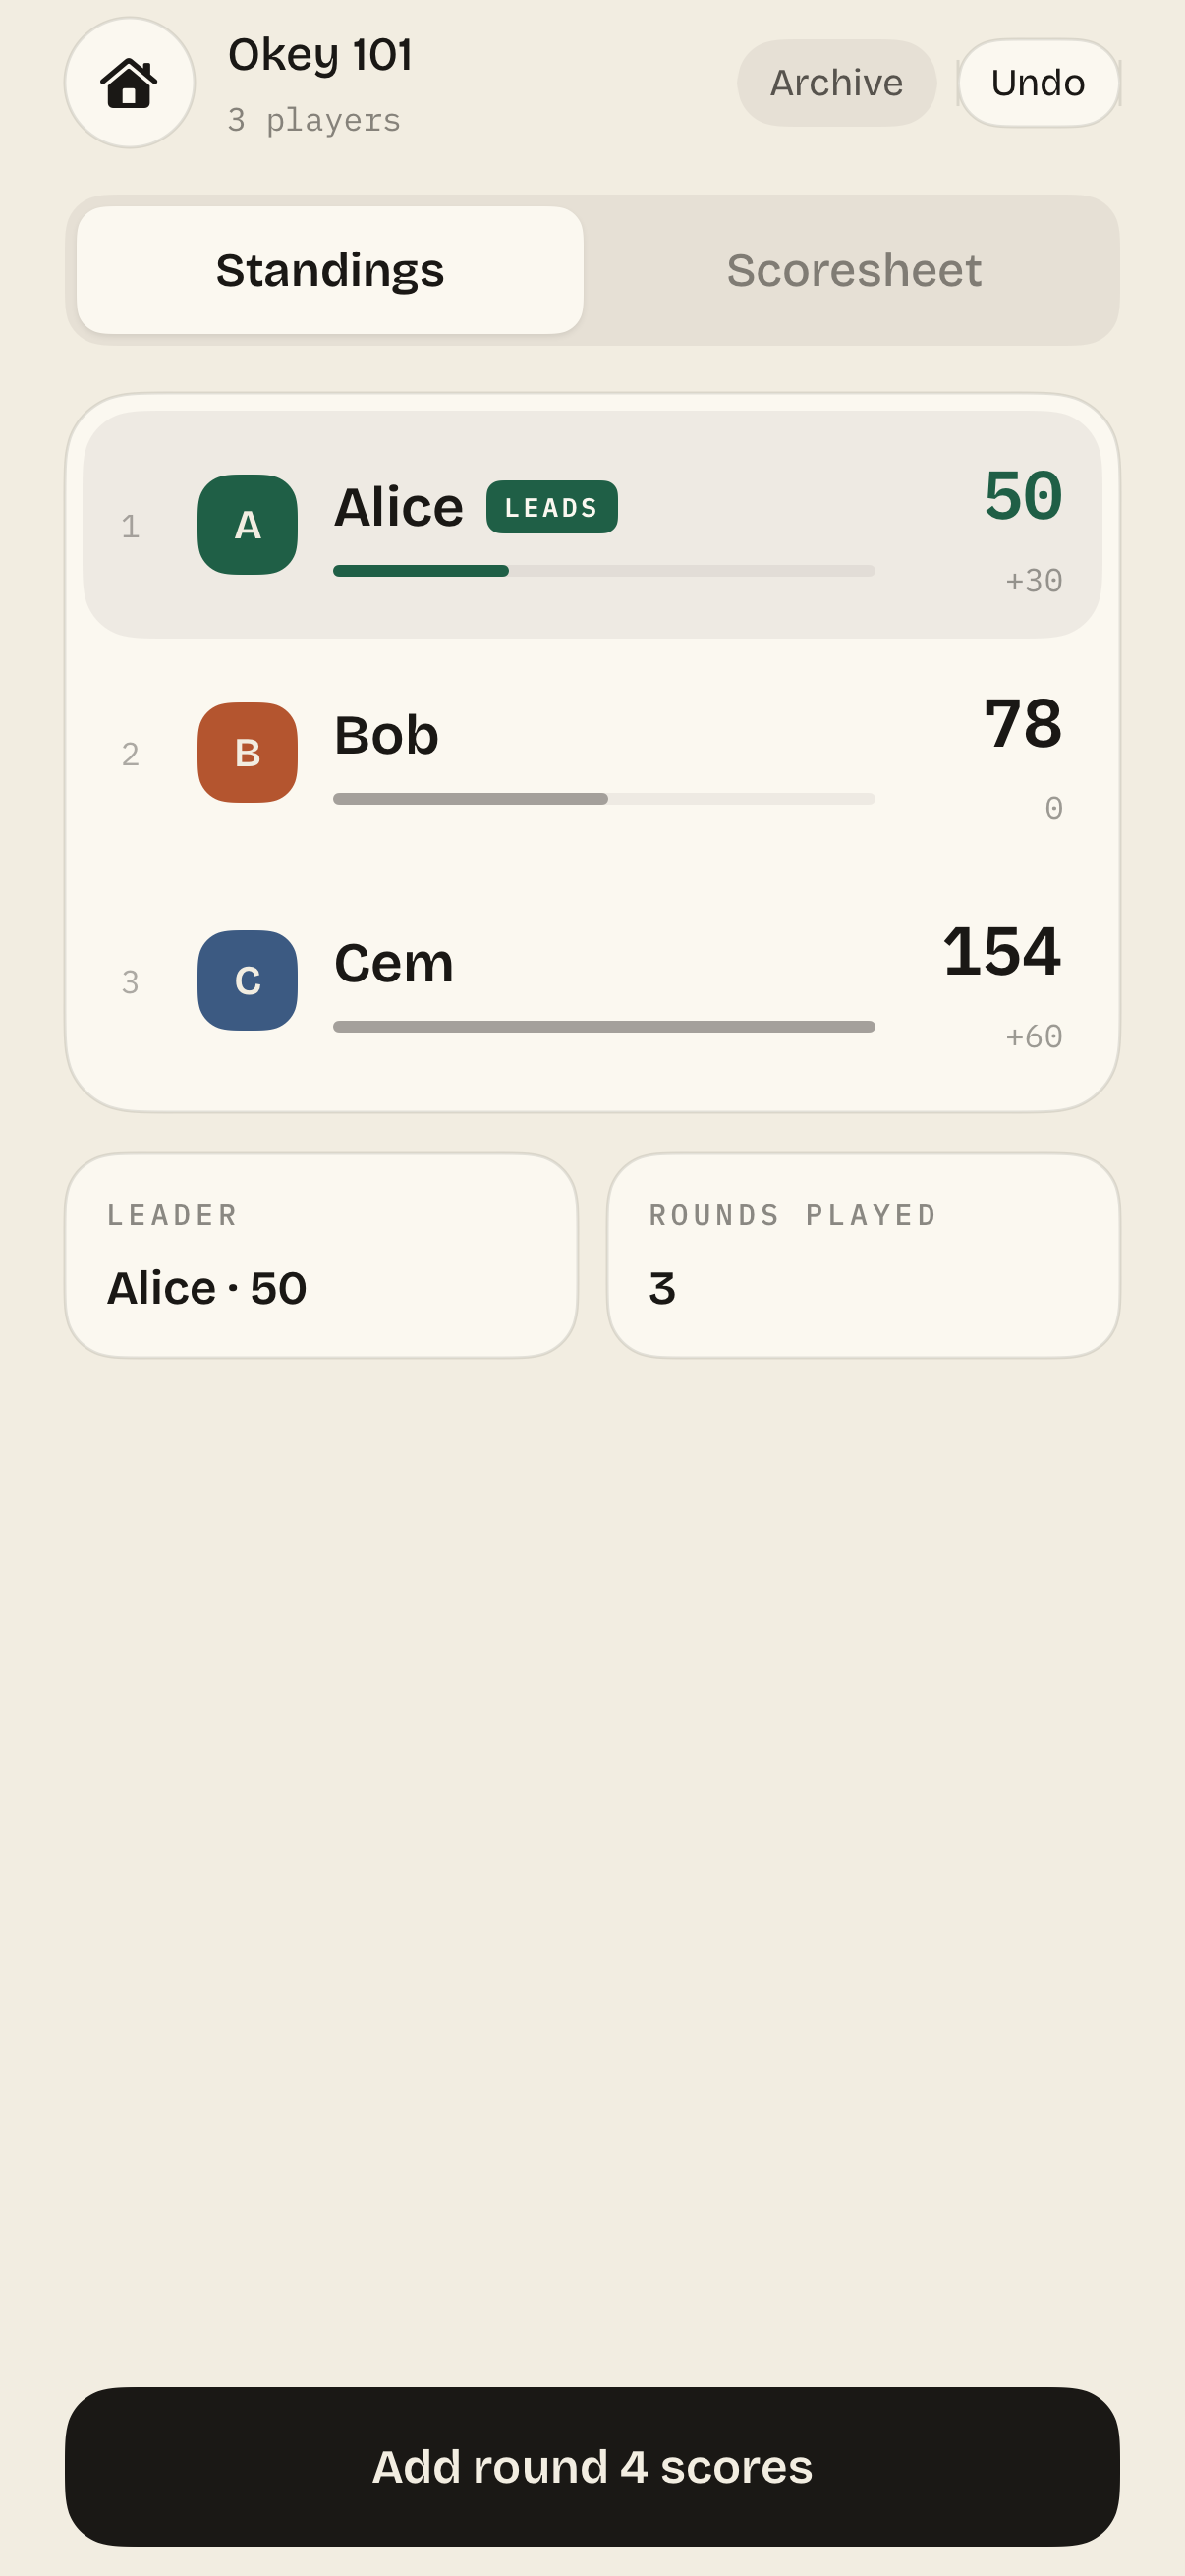 Okey 101
3 players
Archive
Undo
Standings
Scoresheet
1
A
Alice
LEADS
50
+30
2
B
Bob
78
0
3
C
Cem
154
+60
LEADER
Alice · 50
ROUNDS PLAYED
3
Add round 4 scores